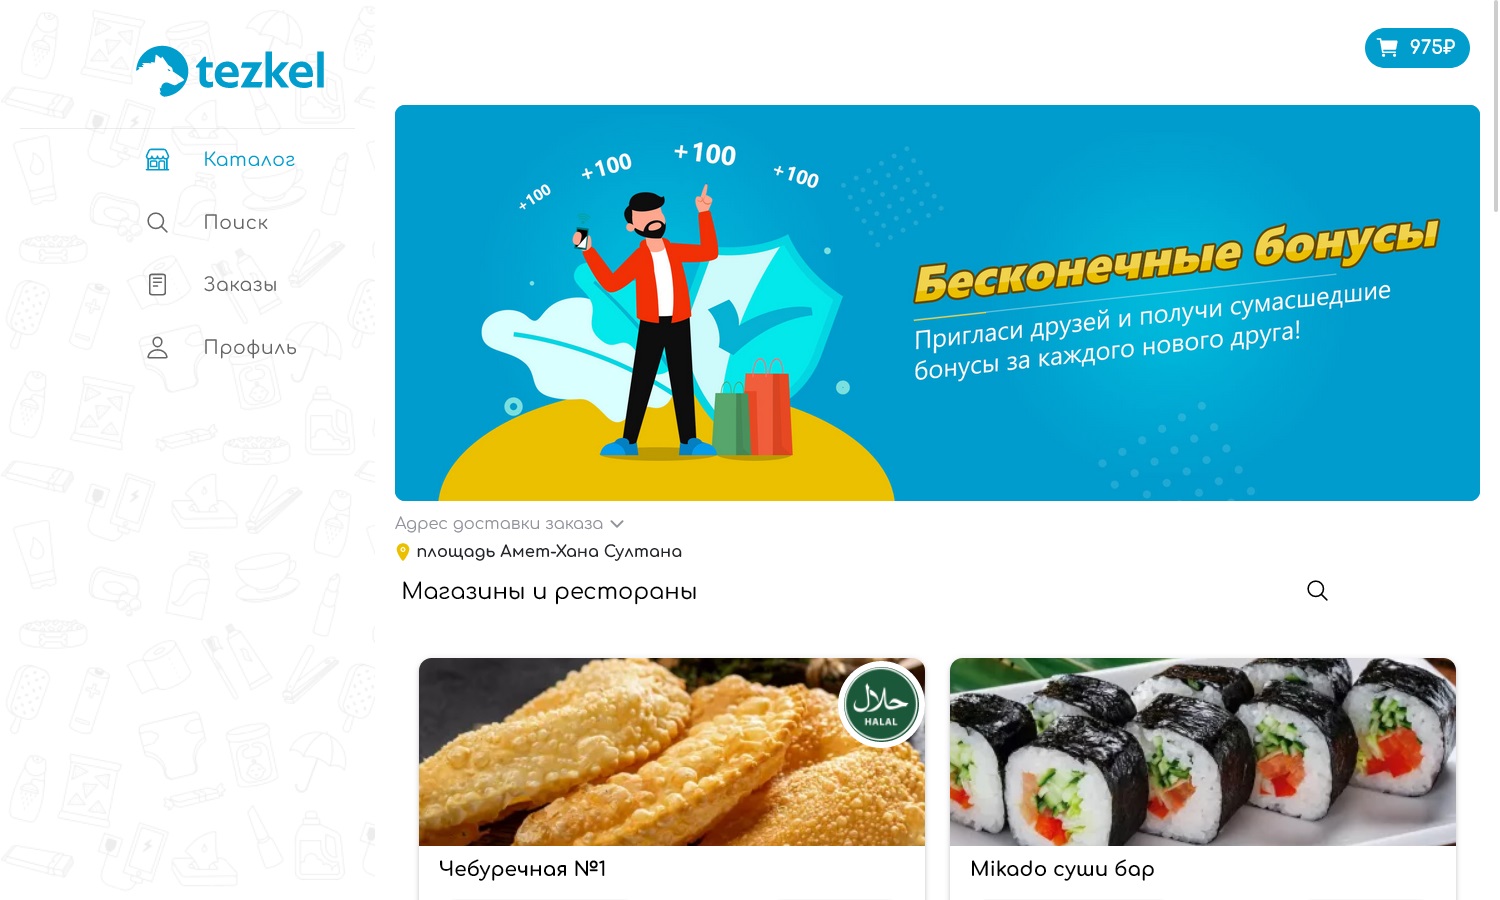 tezkel
975₽
Каталог
Поиск
Заказы
Профиль
+100
+100
+100
+100
Бесконечные бонусы
Пригласи друзей и получи сумасшедшие
бонусы за каждого нового друга!
Адрес доставки заказа
площадь Амет-Хана Султана
Магазины и рестораны
حلال
HALAL
Чебуречная №1
Mikado суши бар